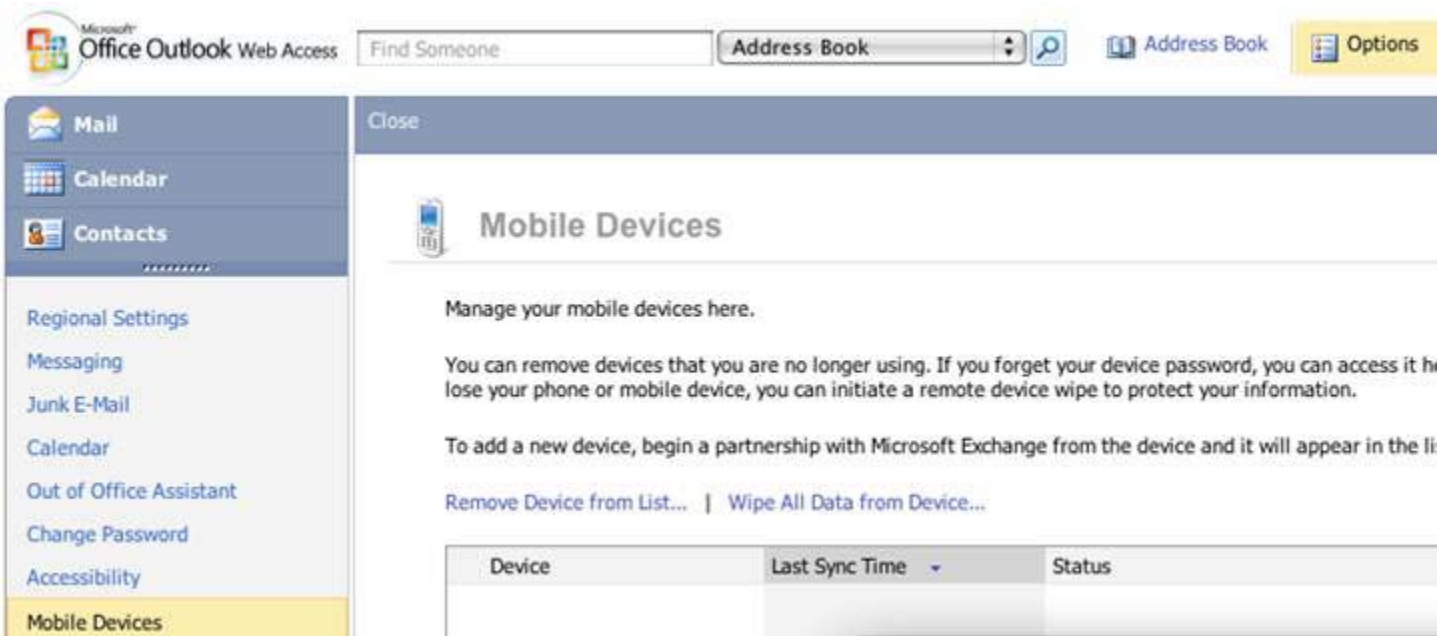 Microsoft®
Office Outlook Web Access
Find Someone
Address Book
Address Book
Options
Mail
Calendar
Contacts
Regional Settings
Messaging
Junk E-Mail
Calendar
Out of Office Assistant
Change Password
Accessibility
Mobile Devices
Close
Mobile Devices
Manage your mobile devices here.
You can remove devices that you are no longer using. If you forget your device password, you can access it
lose your phone or mobile device, you can initiate a remote device wipe to protect your information.
To add a new device, begin a partnership with Microsoft Exchange from the device and it will appear in the
Remove Device from List... | Wipe All Data from Device...
Device Last Sync Time Status